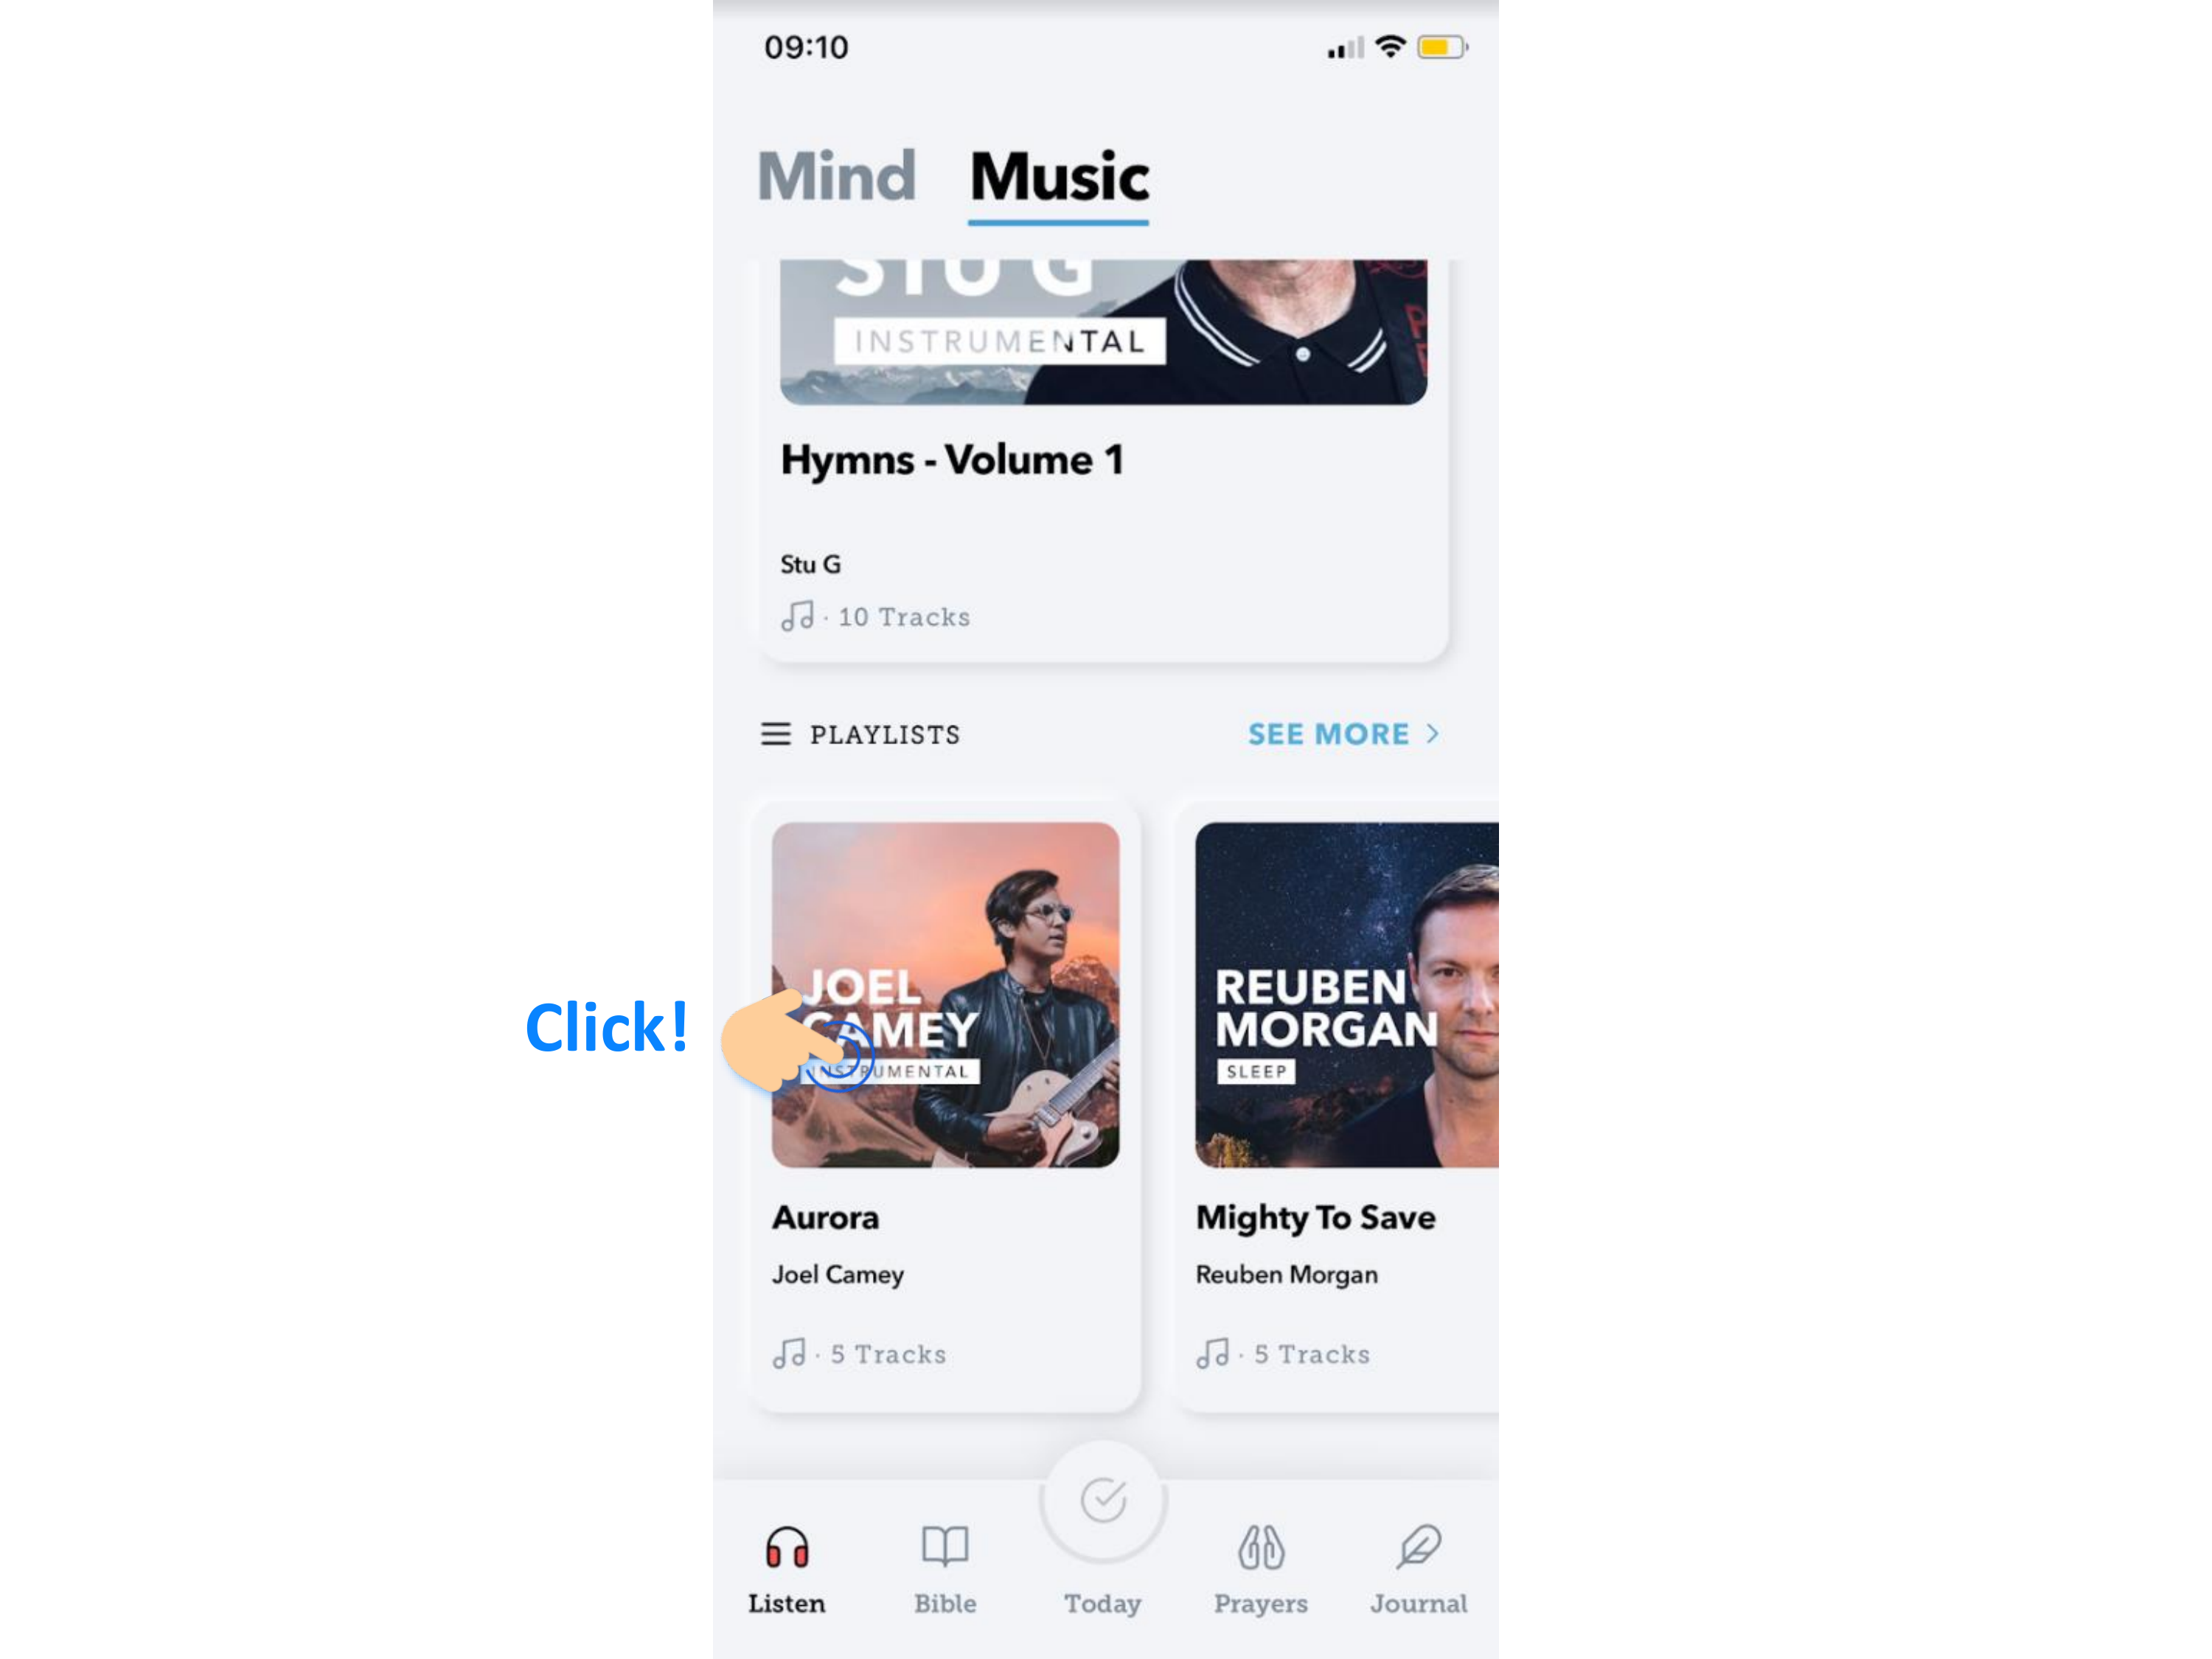 09:10
Mind Music
STU G
INSTRUMENTAL
Hymns - Volume 1
Stu G
· 10 Tracks
PLAYLISTS SEE MORE >
JOEL
CAMEY
INSTRUMENTAL
REUBEN
MORGAN
SLEEP
Click!
Aurora
Joel Camey
· 5 Tracks
Mighty To Save
Reuben Morgan
· 5 Tracks
Listen Bible Today Prayers Journal